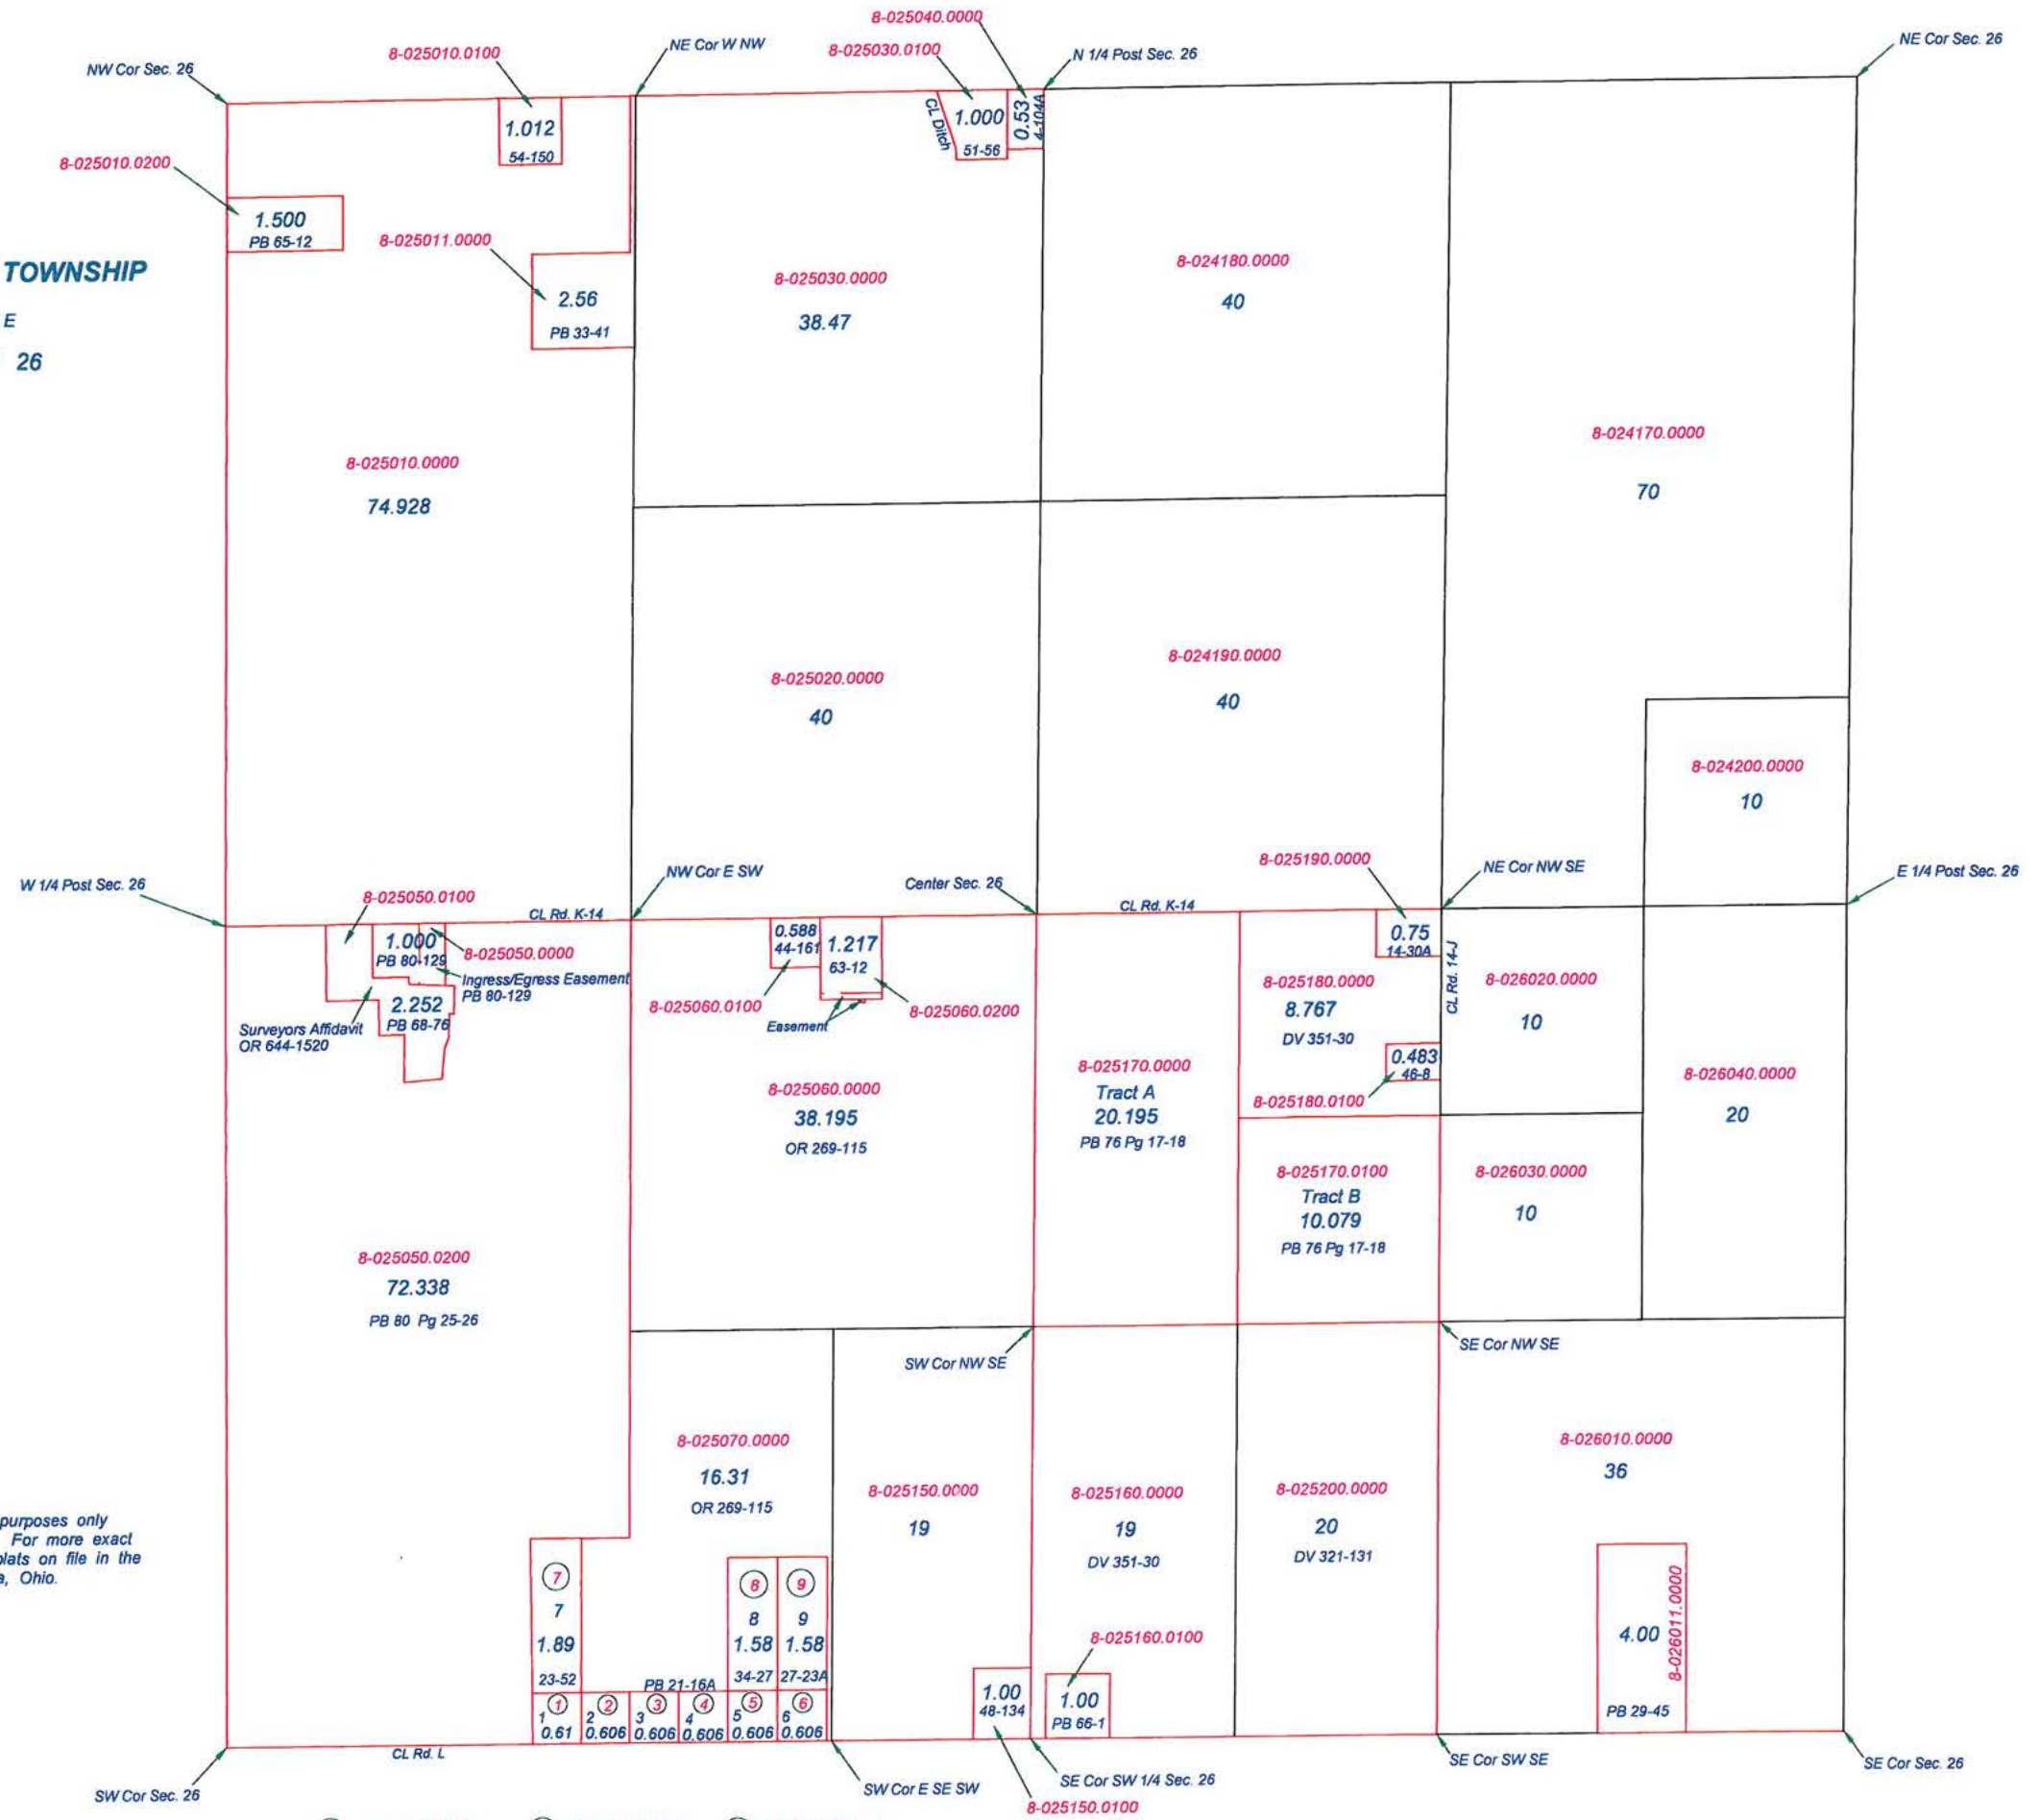 8-025040.0000
8-025010.0100
NE Cor W NW
8-025030.0100
N 1/4 Post Sec. 26
NE Cor Sec. 26
NW Cor Sec. 26
1.012
54-150
CL Ditch
1.000
51-56
0.53
4-104A
8-025010.0200
1.500
PB 65-12
8-025011.0000
2.56
PB 33-41
TOWNSHIP
E
26
8-025030.0000
38.47
8-024180.0000
40
8-024170.0000
70
8-025010.0000
74.928
8-025020.0000
40
8-024190.0000
40
8-024200.0000
10
W 1/4 Post Sec. 26
8-025050.0100
CL Rd. K-14
NW Cor E SW
Center Sec. 26
CL Rd. K-14
8-025190.0000
NE Cor NW SE
E 1/4 Post Sec. 26
1.000
PB 80-129
8-025050.0000
Ingress/Egress Easement
PB 80-129
2.252
PB 68-76
Surveyors Affidavit
OR 644-1520
0.588
44-161
1.217
63-12
8-025060.0100
8-025060.0200
Easement
0.75
14-30A
CL Rd. 14-J
8-025180.0000
8.767
DV 351-30
0.483
46-8
8-025180.0100
8-026020.0000
10
8-025060.0000
38.195
OR 269-115
8-025170.0000
Tract A
20.195
PB 76 Pg 17-18
8-026040.0000
20
8-025170.0100
Tract B
10.079
PB 76 Pg 17-18
8-026030.0000
10
8-025050.0200
72.338
PB 80 Pg 25-26
SW Cor NW SE
SE Cor NW SE
8-025070.0000
16.31
OR 269-115
8-025150.0000
19
8-025160.0000
19
DV 351-30
8-025200.0000
20
DV 321-131
8-026010.0000
36
purposes only
For more exact
plats on file in the
a, Ohio.
7
7
1.89
23-52
8
8
1.58
34-27
9
9
1.58
27-23A
PB 21-16A
1
1
0.61
2
2
0.606
3
3
0.606
4
4
0.606
5
5
0.606
6
6
0.606
1.00
48-134
8-025160.0100
1.00
PB 66-1
4.00
8-026011.0000
PB 29-45
CL Rd. L
SW Cor Sec. 26
SW Cor E SE SW
SE Cor SW 1/4 Sec. 26
8-025150.0100
SE Cor SW SE
SE Cor Sec. 26